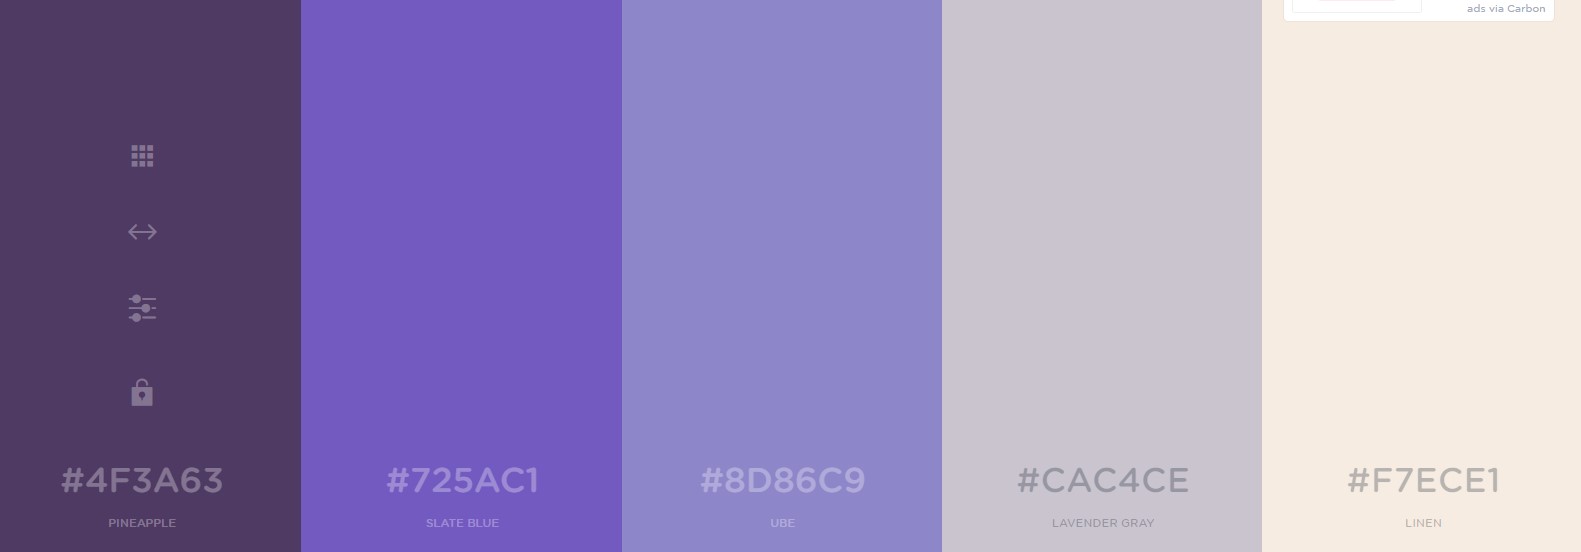 ads via Carbon
#4F3A63
#725AC1
#8D86C9
#CAC4CE
#F7ECE1
PINEAPPLE
SLATE BLUE
UBE
LAVENDER GRAY
LINEN